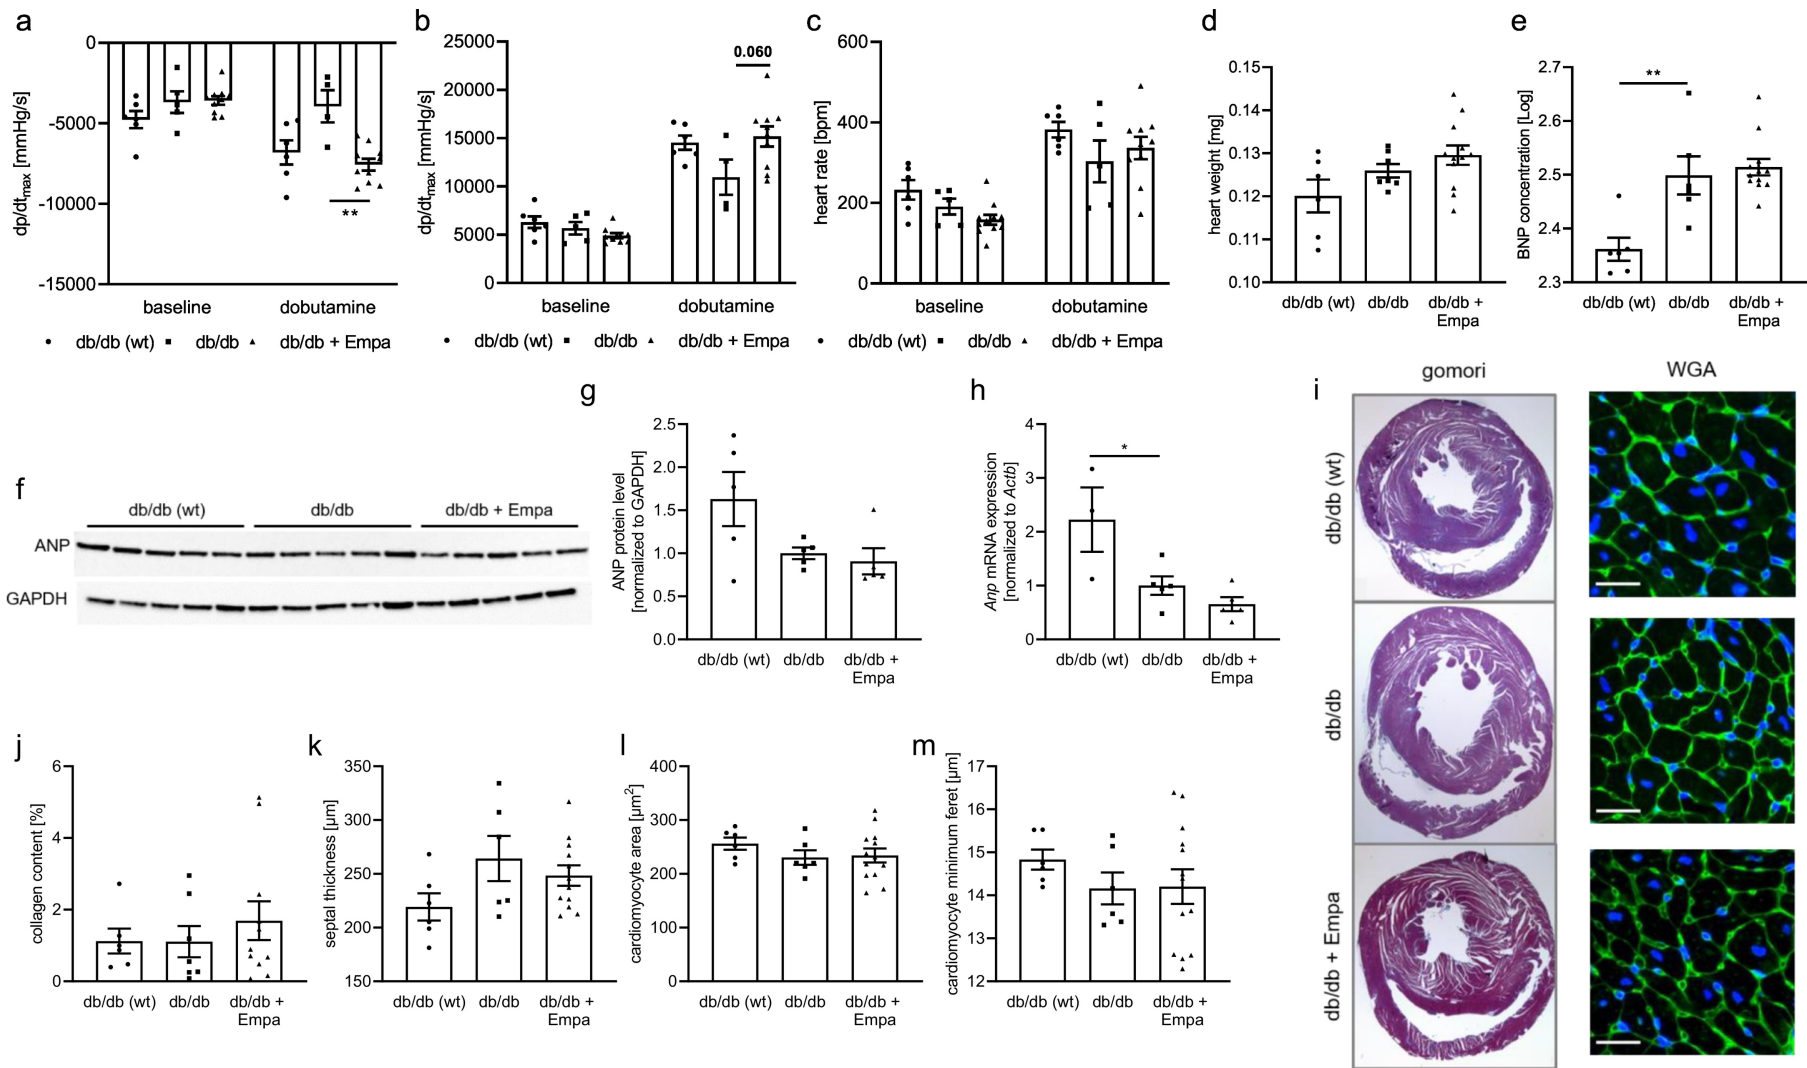 a
dp/dtmax [mmHg/s]
0
-5000
-10000
-15000
**
baseline
dobutamine
db/db (wt)
db/db
db/db + Empa
b
dp/dtmax [mmHg/s]
25000
20000
15000
10000
5000
0
0.060
baseline
dobutamine
db/db (wt)
db/db
db/db + Empa
c
heart rate [bpm]
600
400
200
0
baseline
dobutamine
db/db (wt)
db/db
db/db + Empa
d
heart weight [mg]
0.15
0.14
0.13
0.12
0.11
0.10
db/db (wt)
db/db
db/db +
Empa
e
BNP concentration [Log]
2.7
2.6
2.5
2.4
2.3
**
db/db (wt)
db/db
db/db +
Empa
f
db/db (wt)
db/db
db/db + Empa
ANP
GAPDH
g
ANP protein level
[normalized to GAPDH]
2.5
2.0
1.5
1.0
0.5
0.0
db/db (wt)
db/db
db/db +
Empa
h
Anp mRNA expression
[normalized to Actb]
4
3
2
1
0
*
db/db (wt)
db/db
db/db +
Empa
i
gomori
WGA
db/db (wt)
db/db
db/db + Empa
j
collagen content [%]
6
4
2
0
db/db (wt)
db/db
db/db +
Empa
k
septal thickness [µm]
350
300
250
200
150
db/db (wt)
db/db
db/db +
Empa
l
cardiomyocyte area [µm²]
400
300
200
100
0
db/db (wt)
db/db
db/db +
Empa
m
cardiomyocyte minimum feret [µm]
17
16
15
14
13
12
db/db (wt)
db/db
db/db +
Empa